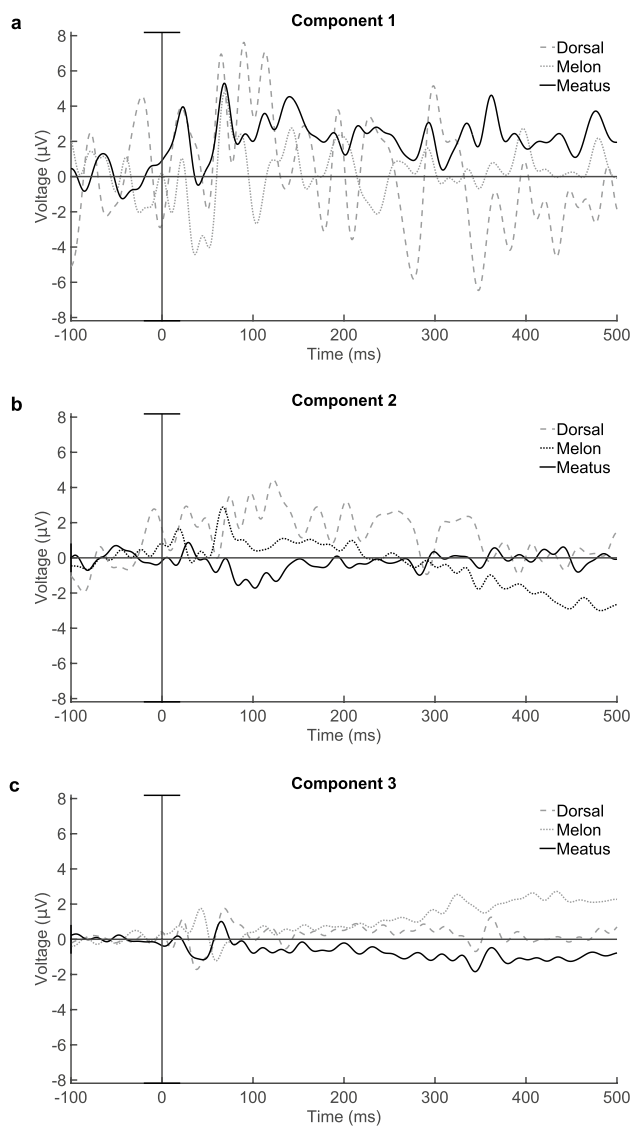 a
Component 1
8
6
4
2
0
-2
-4
-6
-8
Voltage (µV)
Dorsal
Melon
Meatus
-100 0 100 200 300 400 500
Time (ms)
b
Component 2
8
6
4
2
0
-2
-4
-6
-8
Voltage (µV)
Dorsal
Melon
Meatus
-100 0 100 200 300 400 500
Time (ms)
c
Component 3
8
6
4
2
0
-2
-4
-6
-8
Voltage (µV)
Dorsal
Melon
Meatus
-100 0 100 200 300 400 500
Time (ms)